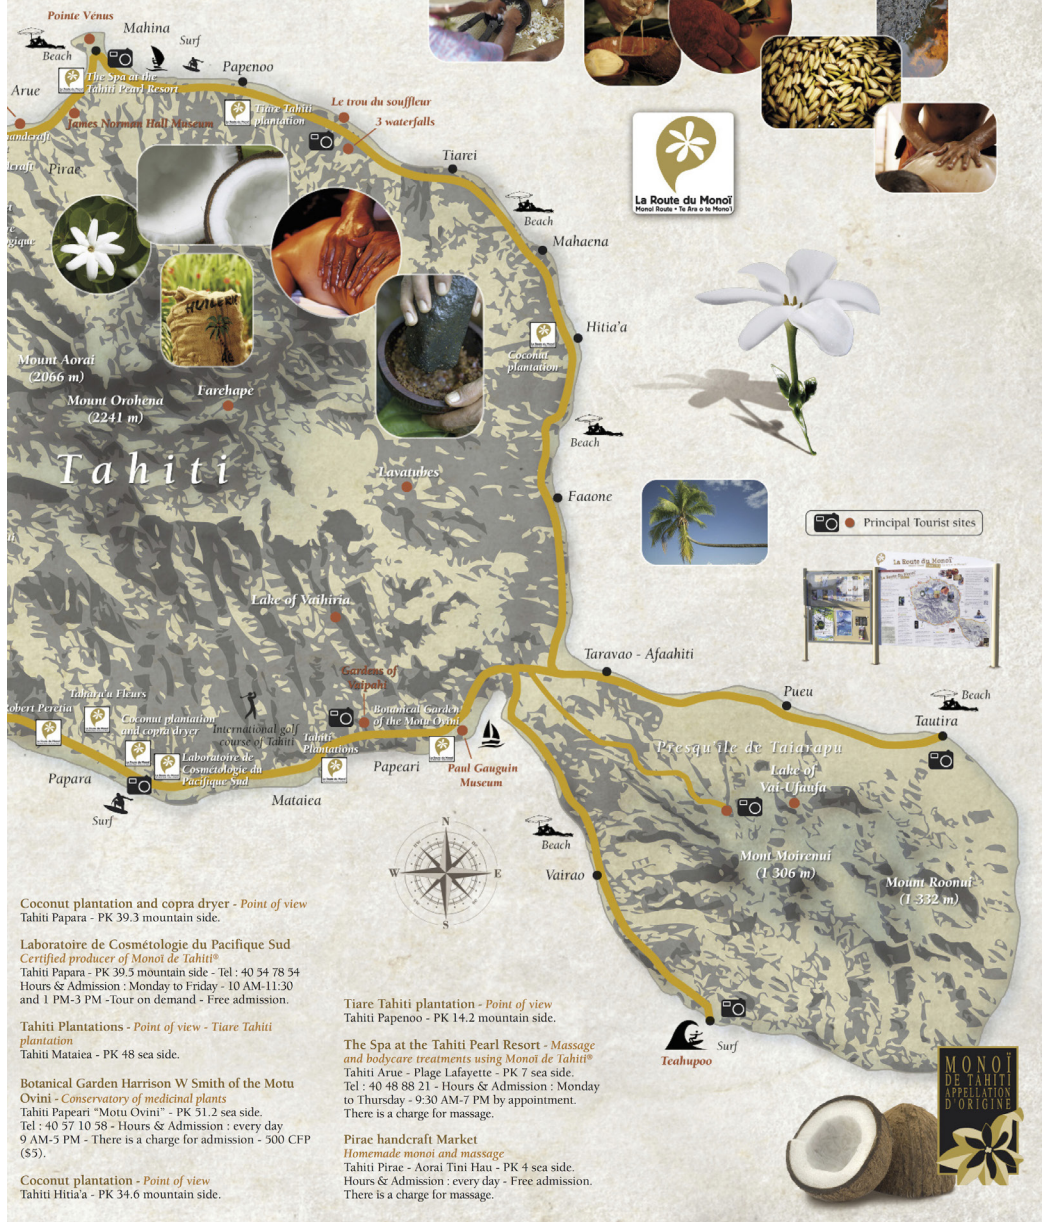 Pointe Vénus
Mahina
Beach
Surf
Papenoo
The Spa at the
Tahiti Pearl Resort
Arue
James Norman Hall Museum
Tiare Tahiti
plantation
Le trou du souffleur
3 waterfalls
Pirae
Tiarei
Beach
Mahaena
La Route du Monoï
Monoi Route • Te Ara o te Monoï
HUILERIE
Hitia'a
Coconut
plantation
Mount Aorai
(2066 m)
Mount Orohena
(2241 m)
Farehape
Beach
Tahiti
Lavatubes
Faaone
Principal Tourist sites
La Route du Monoï
Lake of Vaihiria
Taravao - Afaahiti
Gardens of
Vaipahi
Pueu
Beach
Tautira
Robert Peretia
Tahara'u Fleurs
Coconut plantation
and copra dryer
International golf
course of Tahiti
Tahiti
Plantations
Botanical Garden
of the Motu Ovini
Laboratoire de
Cosmétologie du
Pacifique Sud
Papara
Surf
Mataiea
Papeari
Paul Gauguin
Museum
Presqu'île de Taiarapu
Lake of
Vai-Ufaufa
Mont Moirenui
(1 306 m)
Mount Roonui
(1 332 m)
N
W
E
S
Beach
Vairao
Teahupoo
Surf
Coconut plantation and copra dryer - Point of view
Tahiti Papara - PK 39.3 mountain side.
Laboratoire de Cosmétologie du Pacifique Sud
Certified producer of Monoï de Tahiti®
Tahiti Papara - PK 39.5 mountain side - Tel : 40 54 78 54
Hours & Admission : Monday to Friday - 10 AM-11:30
and 1 PM-3 PM -Tour on demand - Free admission.
Tahiti Plantations - Point of view - Tiare Tahiti
plantation
Tahiti Mataiea - PK 48 sea side.
Botanical Garden Harrison W Smith of the Motu
Ovini - Conservatory of medicinal plants
Tahiti Papeari “Motu Ovini” - PK 51.2 sea side.
Tel : 40 57 10 58 - Hours & Admission : every day
9 AM-5 PM - There is a charge for admission - 500 CFP
($5).
Coconut plantation - Point of view
Tahiti Hitia'a - PK 34.6 mountain side.
Tiare Tahiti plantation - Point of view
Tahiti Papenoo - PK 14.2 mountain side.
The Spa at the Tahiti Pearl Resort - Massage
and bodycare treatments using Monoï de Tahiti®
Tahiti Arue - Plage Lafayette - PK 7 sea side.
Tel : 40 48 88 21 - Hours & Admission : Monday
to Thursday - 9:30 AM-7 PM by appointment.
There is a charge for massage.
Pirae handcraft Market
Homemade monoi and massage
Tahiti Pirae - Aorai Tini Hau - PK 4 sea side.
Hours & Admission : every day - Free admission.
There is a charge for massage.
MONOÏ
DE TAHITI
APPELLATION
D'ORIGINE